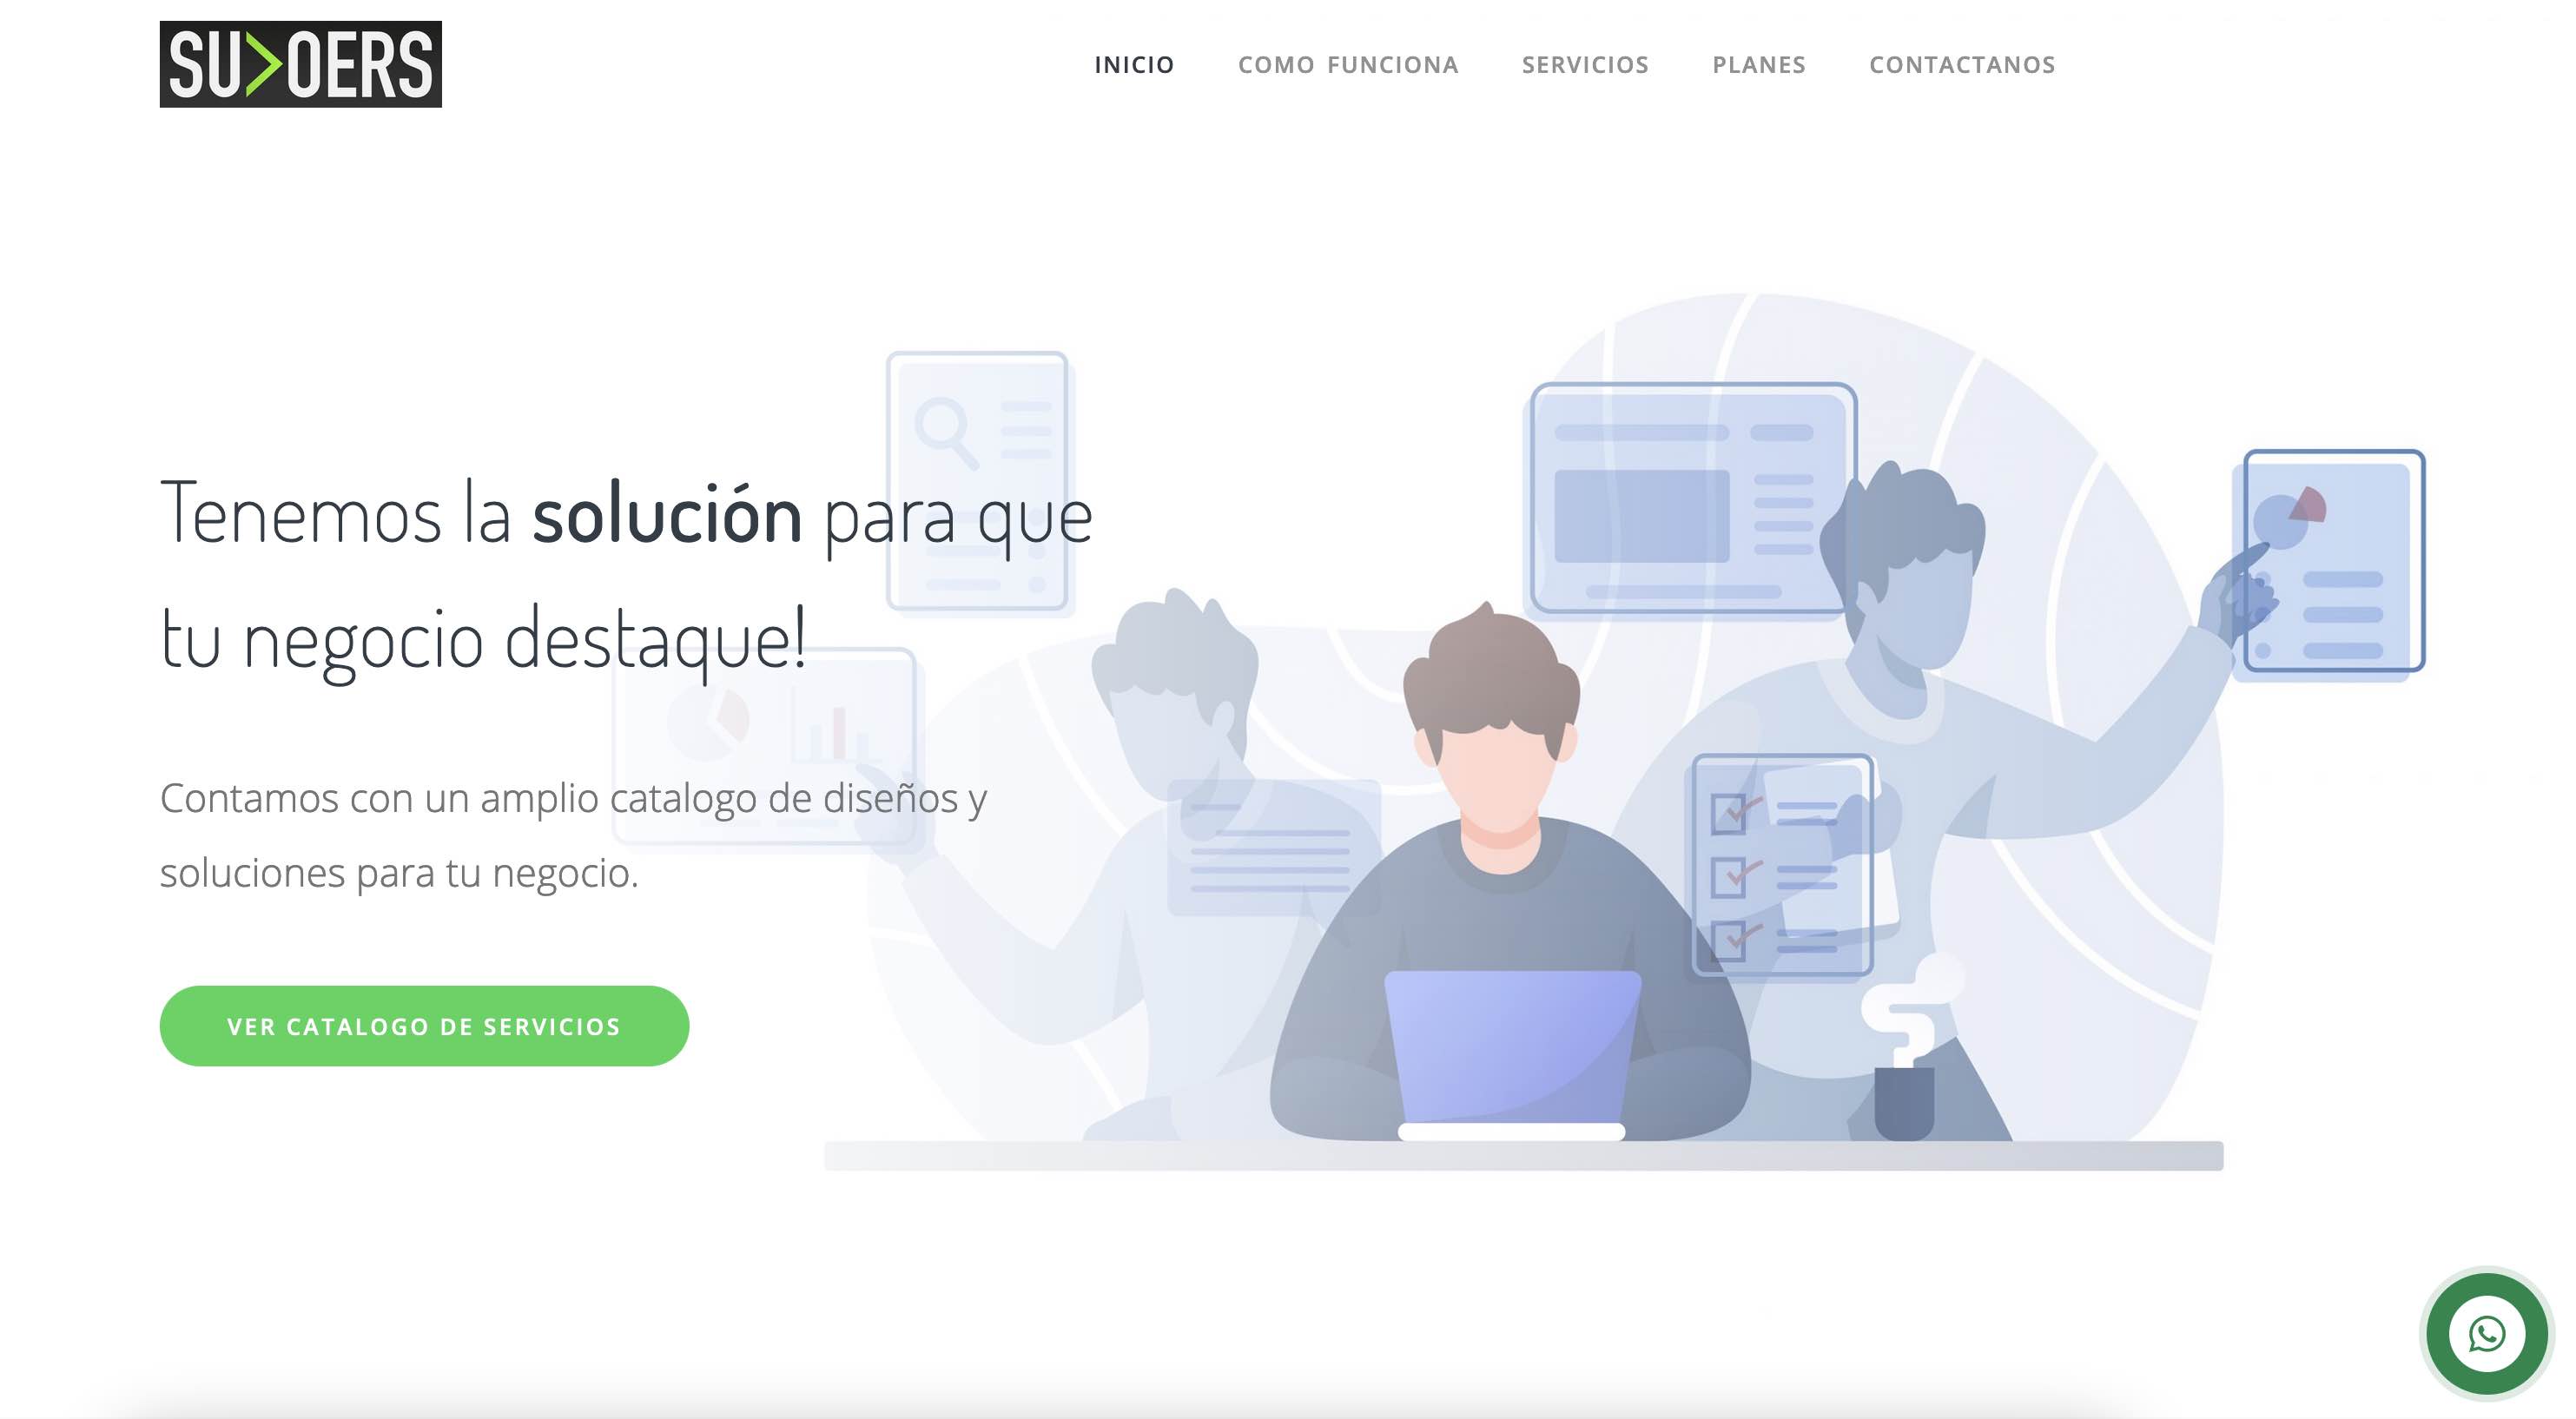 SU>OERS
INICIO COMO FUNCIONA SERVICIOS PLANES CONTACTANOS
Tenemos la solución para que
tu negocio destaque!
Contamos con un amplio catalogo de diseños y
soluciones para tu negocio.
VER CATALOGO DE SERVICIOS